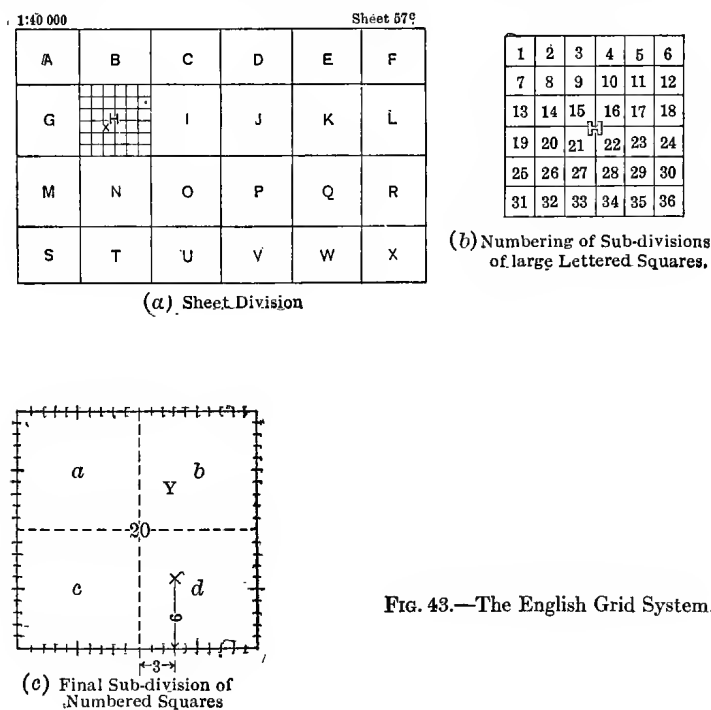 1:40 000 Sheet 57c
A B C D E F
G H I J K L
X
M N O P Q R
S T U V W X
(a) Sheet Division
1 2 3 4 5 6
7 8 9 10 11 12
13 14 15 16 17 18
H
19 20 21 22 23 24
25 26 27 28 29 30
31 32 33 34 35 36
(b) Numbering of Sub-divisions
of large Lettered Squares.
a b
Y
20
X
c d
6
3
(c) Final Sub-division of
Numbered Squares
FIG. 43.—The English Grid System.